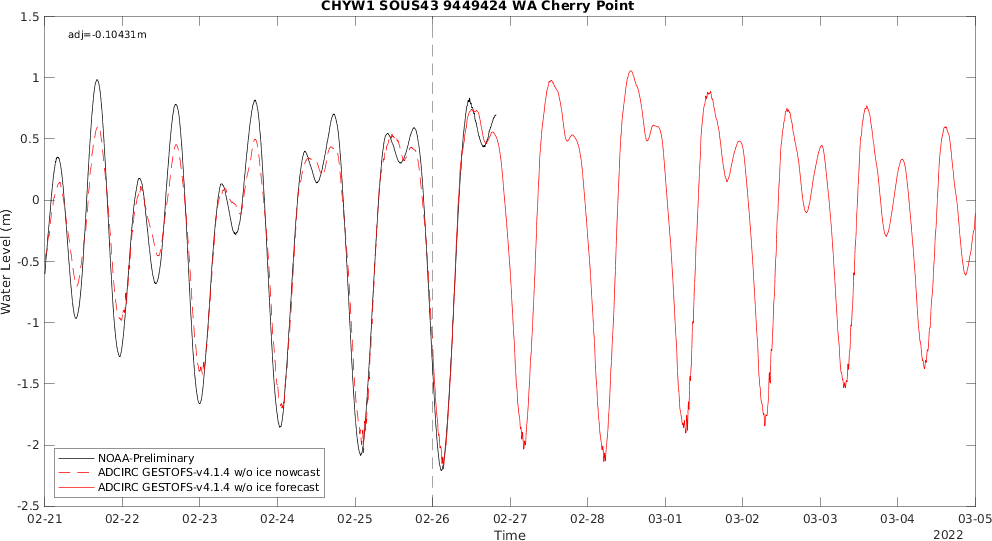 CHYW1 SOUS43 9449424 WA Cherry Point
adj=-0.10431m
1.5
1
0.5
0
-0.5
-1
-1.5
-2
-2.5
Water Level (m)
NOAA-Preliminary
ADCIRC GESTOFS-v4.1.4 w/o ice nowcast
ADCIRC GESTOFS-v4.1.4 w/o ice forecast
02-21 02-22 02-23 02-24 02-25 02-26 02-27 02-28 03-01 03-02 03-03 03-04 03-05
Time
2022